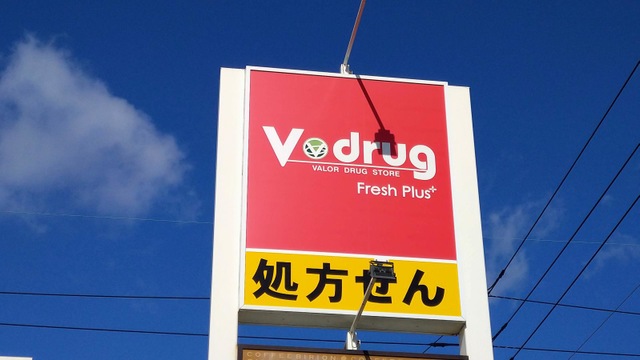 V drug
VALOR DRUG STORE
Fresh Plus+
処方せん